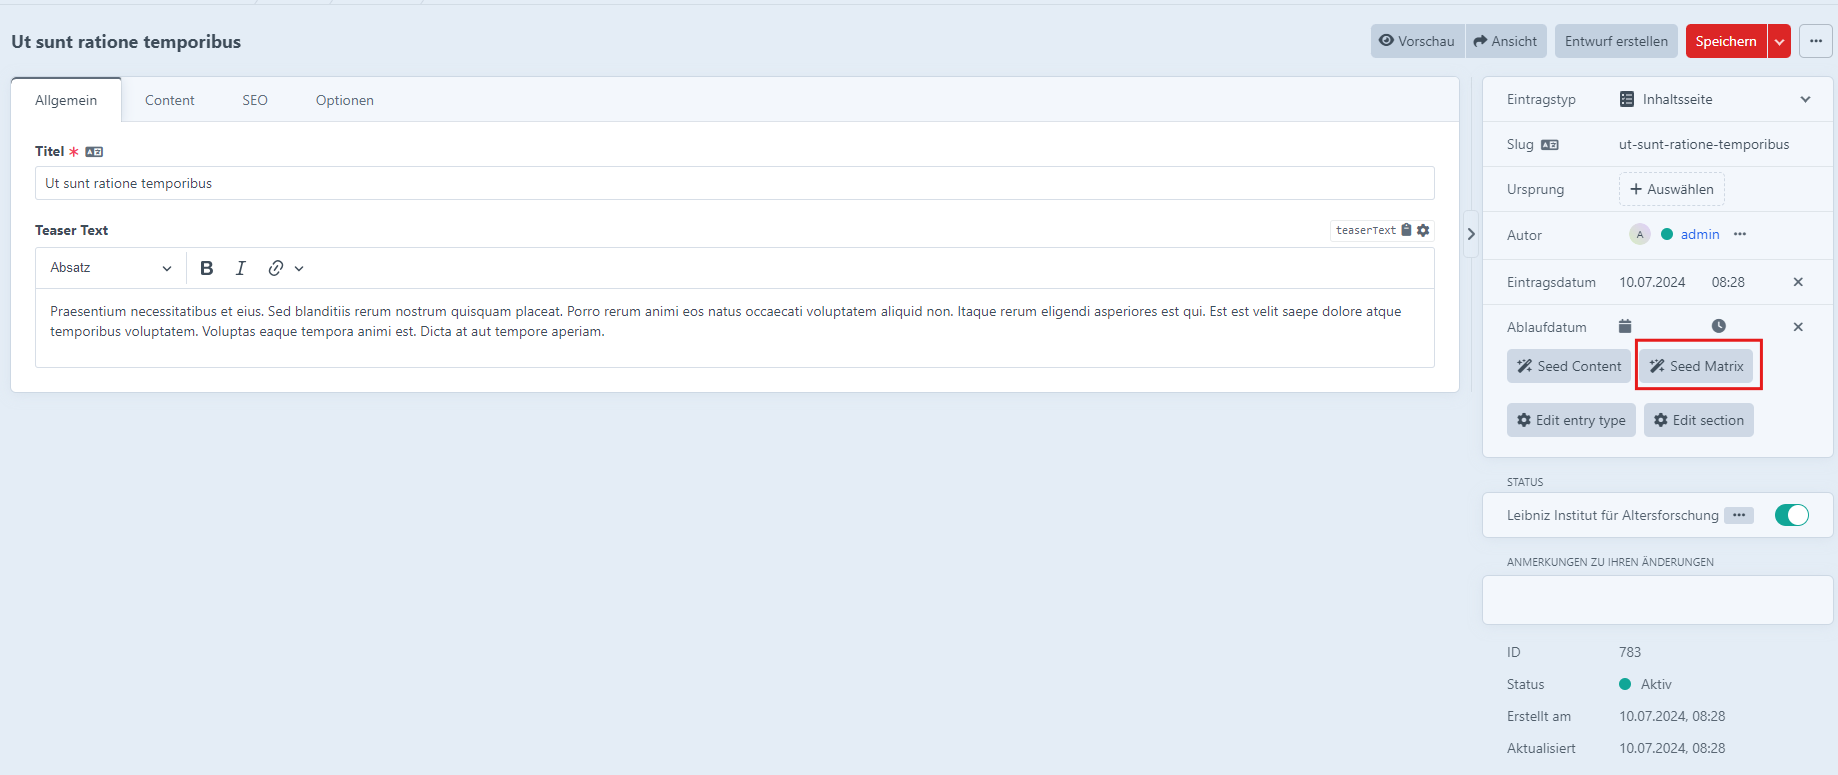 Ut sunt ratione temporibus
Vorschau
Ansicht
Entwurf erstellen
Speichern
Allgemein
Content
SEO
Optionen
Titel *
Ut sunt ratione temporibus
Teaser Text
teaserText
Absatz
B I
Praesentium necessitatibus et eius. Sed blanditiis rerum nostrum quisquam placeat. Porro rerum animi eos natus occaecati voluptatem aliquid non. Itaque rerum eligendi asperiores est qui. Est est velit saepe dolore atque
temporibus voluptatem. Voluptas eaque tempora animi est. Dicta at aut tempore aperiam.
Eintragstyp Inhaltsseite
Slug ut-sunt-ratione-temporibus
Ursprung + Auswählen
Autor A admin
Eintragsdatum 10.07.2024 08:28
Ablaufdatum
Seed Content
Seed Matrix
Edit entry type
Edit section
STATUS
Leibniz Institut für Altersforschung
ANMERKUNGEN ZU IHREN ÄNDERUNGEN
ID 783
Status Aktiv
Erstellt am 10.07.2024, 08:28
Aktualisiert 10.07.2024, 08:28